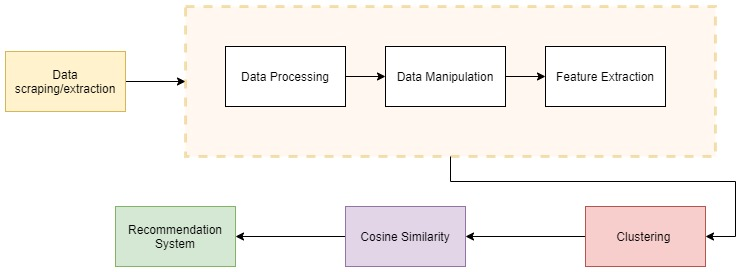 Data
scraping/extraction
Data Processing
Data Manipulation
Feature Extraction
Recommendation
System
Cosine Similarity
Clustering